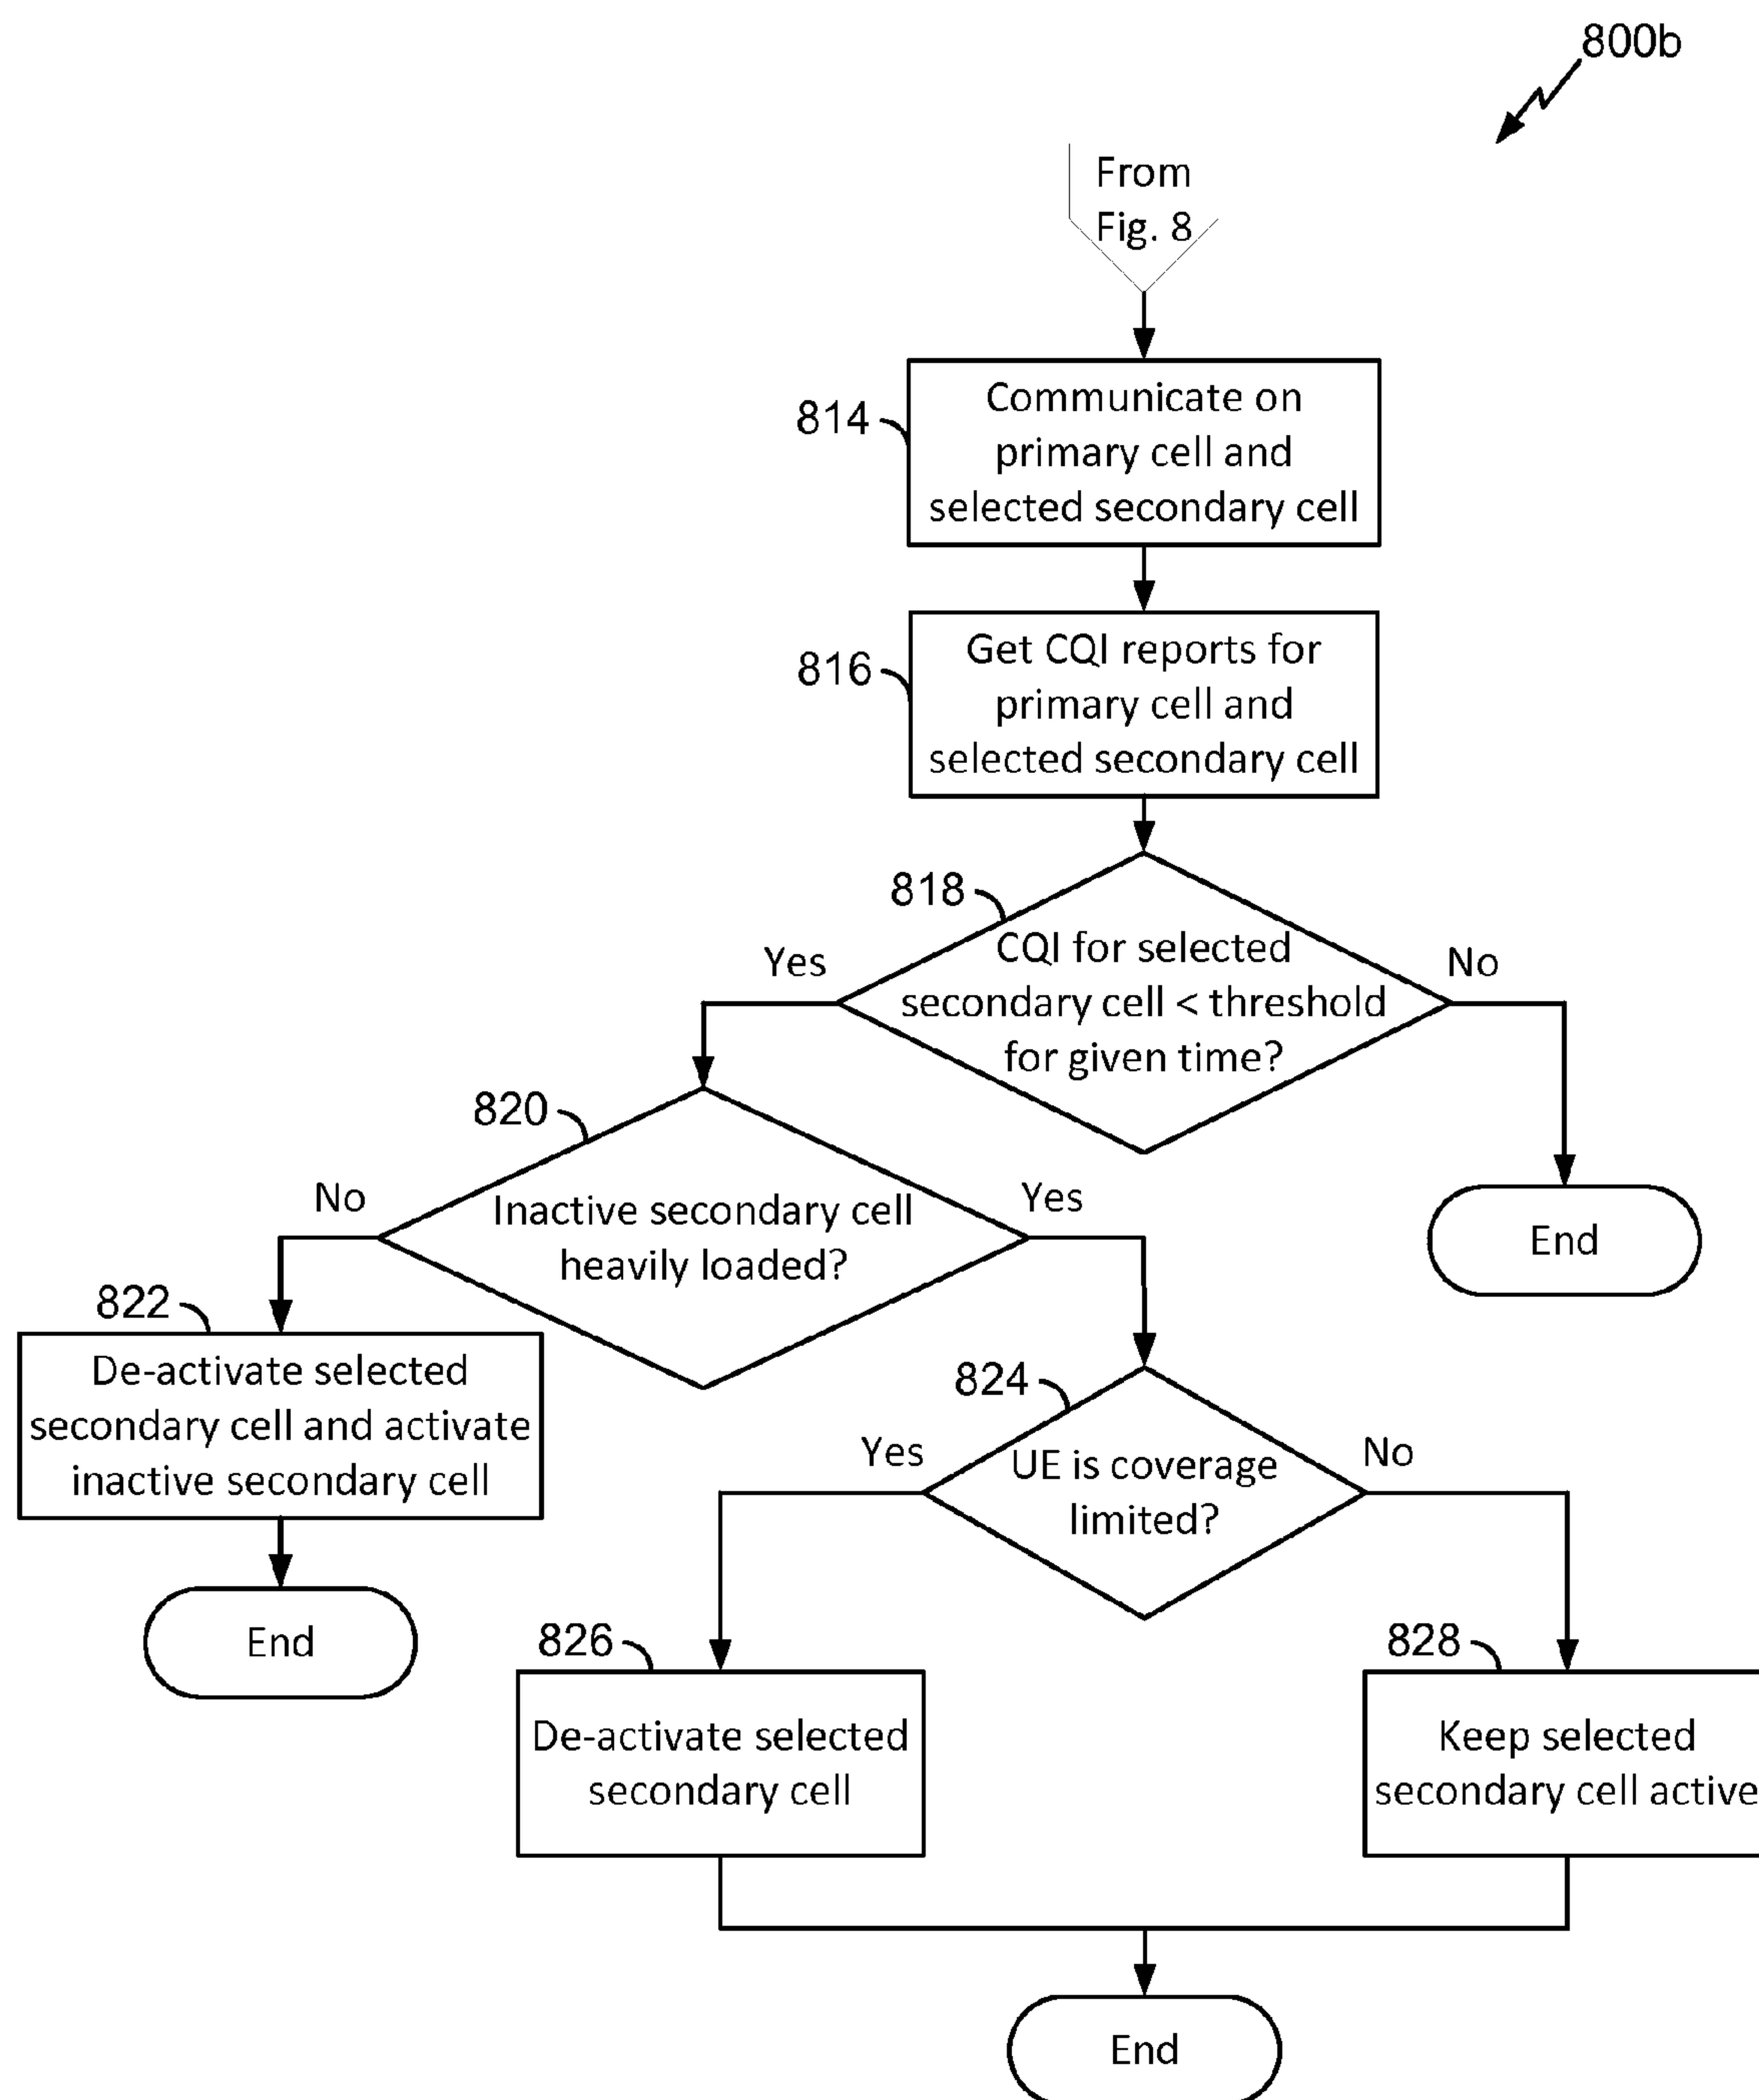 800b
From
Fig. 8
814
Communicate on
primary cell and
selected secondary cell
816
Get CQI reports for
primary cell and
selected secondary cell
818
Yes
CQI for selected
secondary cell < threshold
for given time?
No
820
No
Inactive secondary cell
heavily loaded?
Yes
End
822
De-activate selected
secondary cell and activate
inactive secondary cell
824
Yes
UE is coverage
limited?
No
End
826
De-activate selected
secondary cell
828
Keep selected
secondary cell active
End